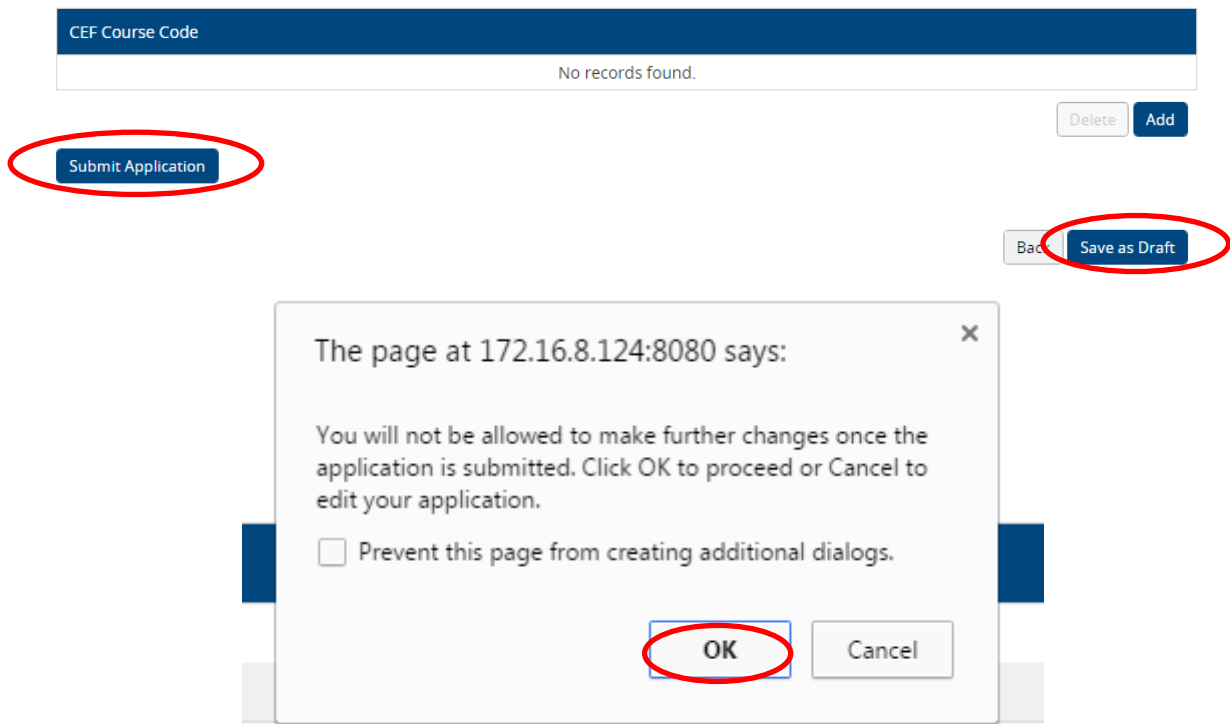 CEF Course Code
No records found.
Delete Add
Submit Application
Back Save as Draft
The page at 172.16.8.124:8080 says:
You will not be allowed to make further changes once the
application is submitted. Click OK to proceed or Cancel to
edit your application.
Prevent this page from creating additional dialogs.
OK Cancel